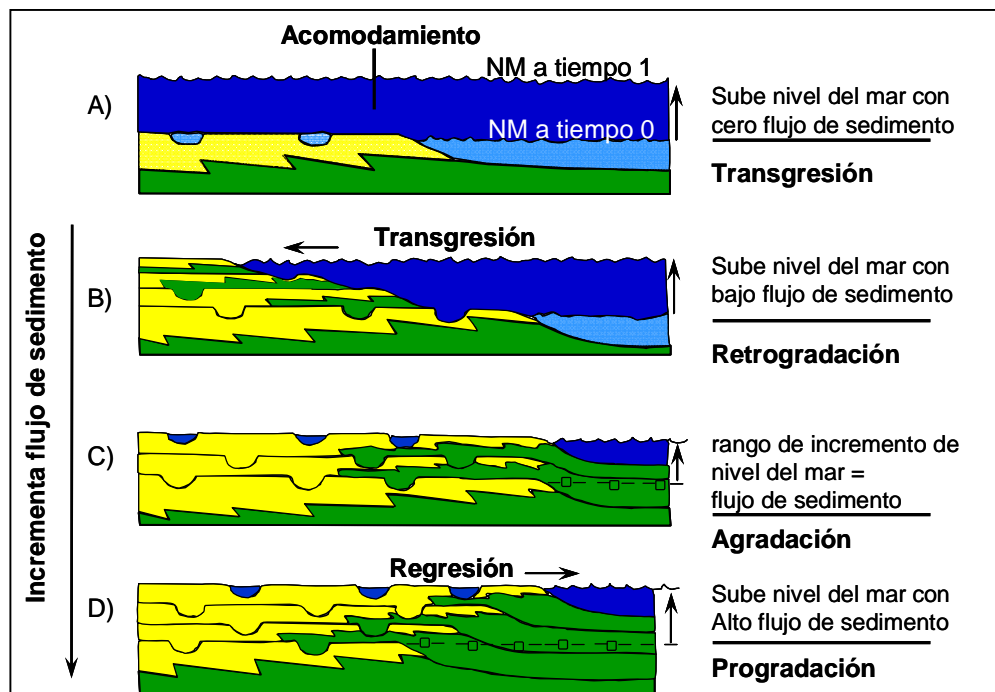 Acomodamiento
NM a tiempo 1
A)
NM a tiempo 0
Sube nivel del mar con
cero flujo de sedimento
Transgresión
Incrementa flujo de sedimento
Transgresión
B)
Sube nivel del mar con
bajo flujo de sedimento
Retrogradación
C)
rango de incremento de
nivel del mar =
flujo de sedimento
Agradación
Regresión
D)
Sube nivel del mar con
Alto flujo de sedimento
Progradación